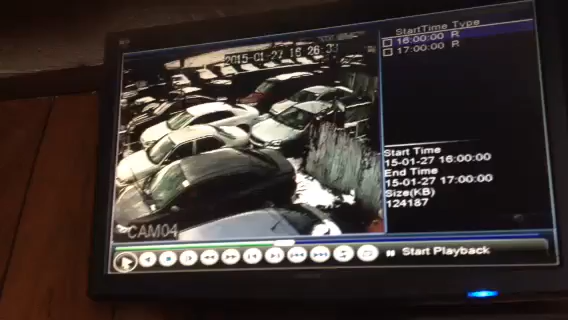 StartTime Type
16:00:00 R
17:00:00 R
2015-01-27 16:26:33
Start Time
15-01-27 16:00:00
End Time
15-01-27 17:00:00
Size(KB)
124187
CAM04
Start Playback